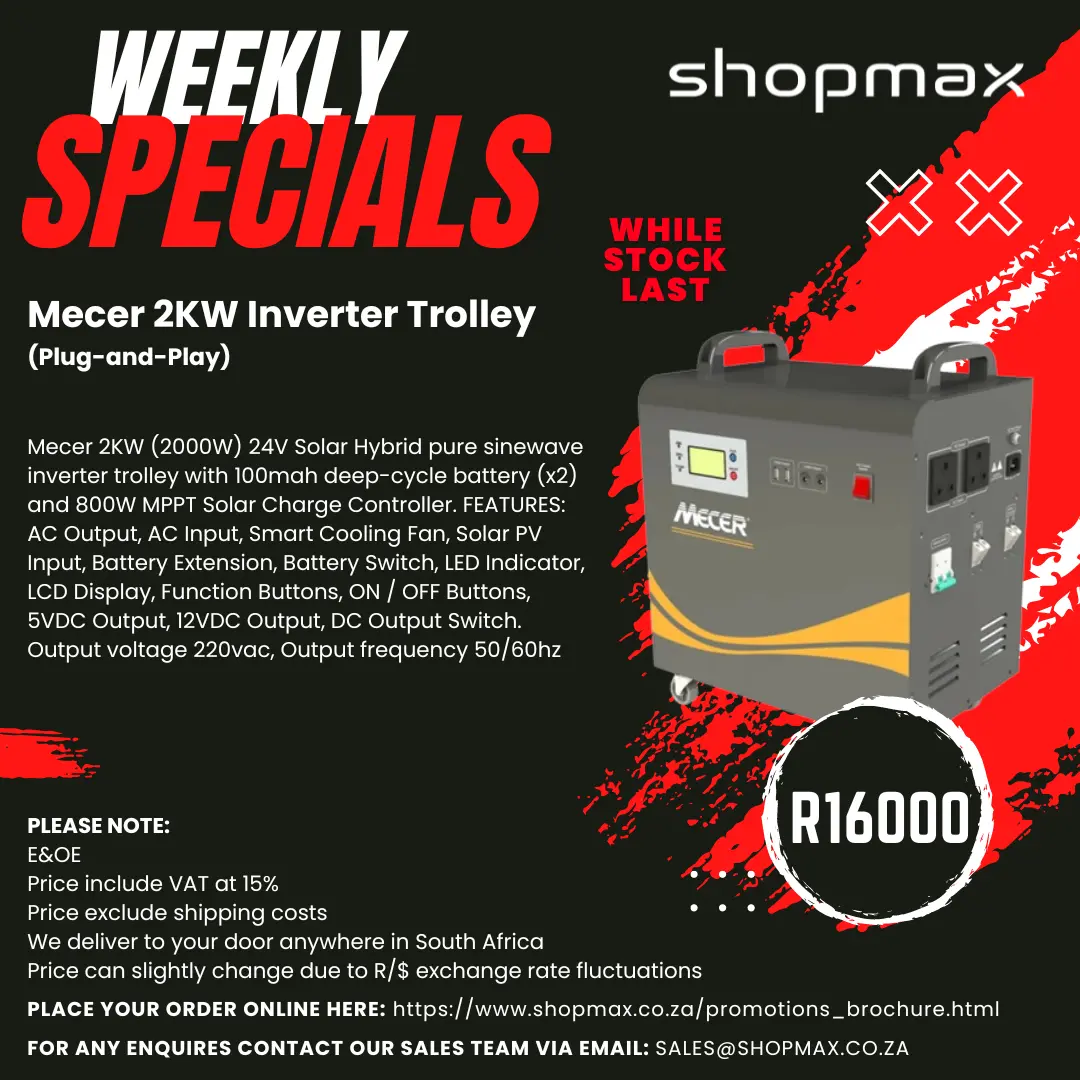 WEEKLY
SPECIALS
shopmax
WHILE
STOCK
LAST
Mecer 2KW Inverter Trolley
(Plug-and-Play)
Mecer 2KW (2000W) 24V Solar Hybrid pure sinewave
inverter trolley with 100mah deep-cycle battery (x2)
and 800W MPPT Solar Charge Controller. FEATURES:
AC Output, AC Input, Smart Cooling Fan, Solar PV
Input, Battery Extension, Battery Switch, LED Indicator,
LCD Display, Function Buttons, ON / OFF Buttons,
5VDC Output, 12VDC Output, DC Output Switch.
Output voltage 220vac, Output frequency 50/60hz
MECER
R16000
PLEASE NOTE:
E&OE
Price include VAT at 15%
Price exclude shipping costs
We deliver to your door anywhere in South Africa
Price can slightly change due to R/$ exchange rate fluctuations
PLACE YOUR ORDER ONLINE HERE: https://www.shopmax.co.za/promotions_brochure.html
FOR ANY ENQUIRES CONTACT OUR SALES TEAM VIA EMAIL: SALES@SHOPMAX.CO.ZA